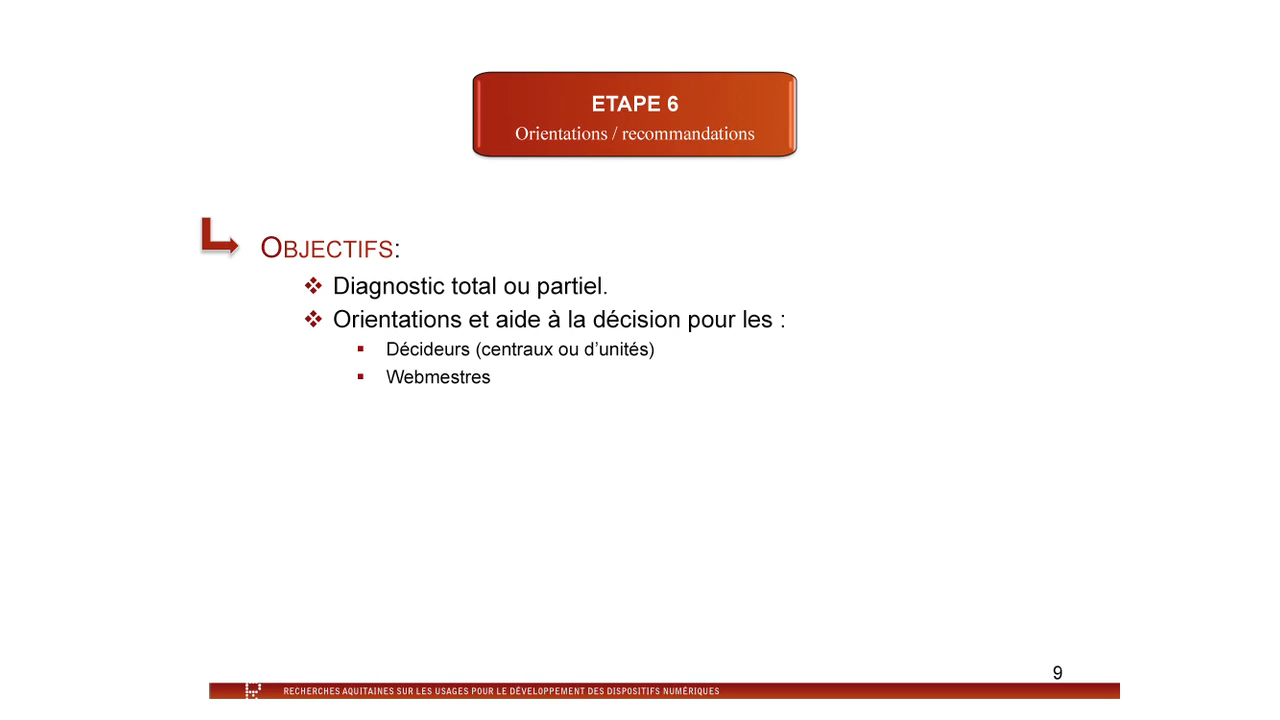 ETAPE 6
Orientations / recommandations
OBJECTIFS:
Diagnostic total ou partiel.
Orientations et aide à la décision pour les :
Décideurs (centraux ou d’unités)
Webmestres
9
RECHERCHES AQUITAINES SUR LES USAGES POUR LE DÉVELOPPEMENT DES DISPOSITIFS NUMÉRIQUES